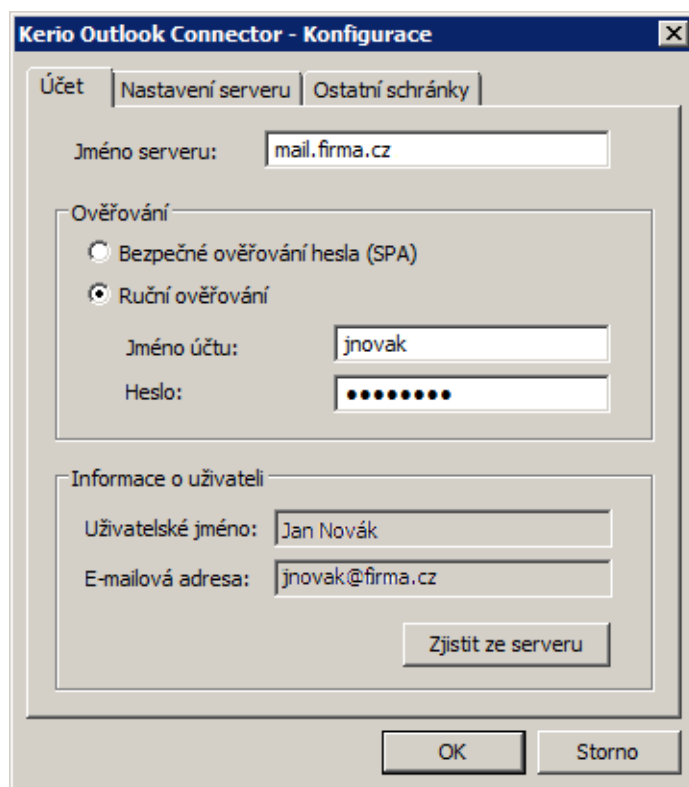 Kerio Outlook Connector - Konfigurace
Účet Nastavení serveru Ostatní schránky
Jméno serveru: mail.firma.cz
Ověřování
Bezpečné ověřování hesla (SPA)
Ruční ověřování
Jméno účtu: jnovak
Heslo: ●●●●●●●●
Informace o uživateli
Uživatelské jméno: Jan Novák
E-mailová adresa: jnovak@firma.cz
Zjistit ze serveru
OK Storno